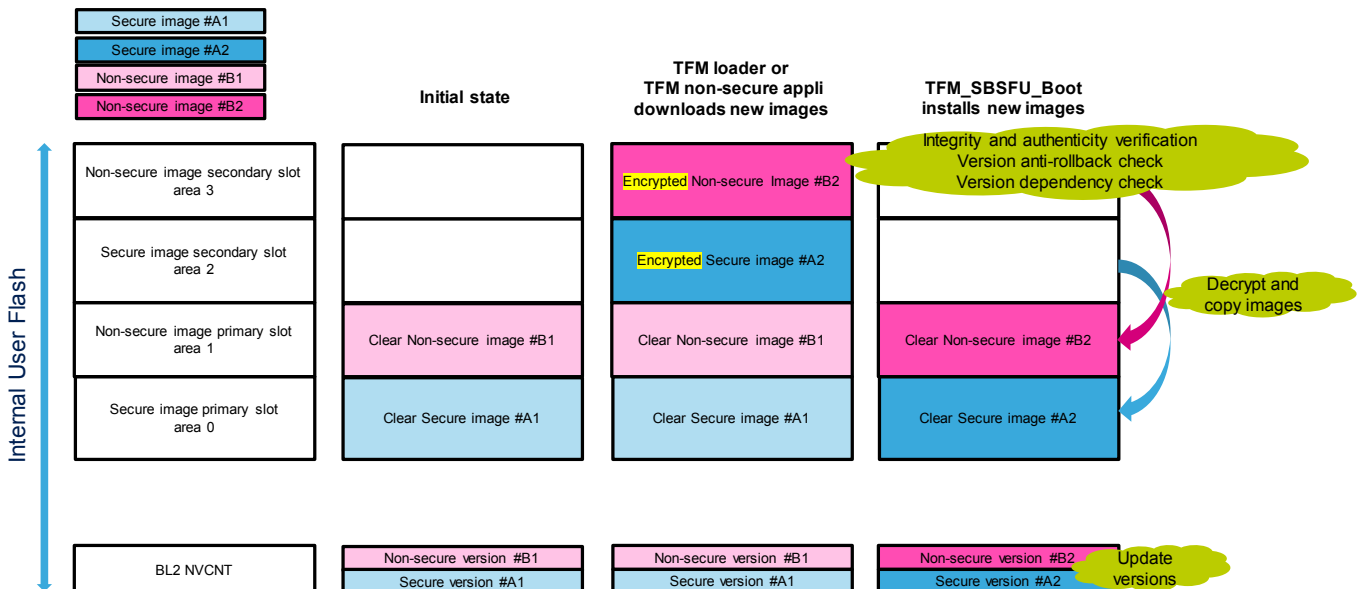 Secure image #A1
Secure image #A2
Non-secure image #B1
Non-secure image #B2
Initial state
TFM loader or
TFM non-secure appli
downloads new images
TFM_SBSFU_Boot
installs new images
Integrity and authenticity verification
Version anti-rollback check
Version dependency check
Internal User Flash
Non-secure image secondary slot
area 3
Encrypted Non-secure Image #B2
Secure image secondary slot
area 2
Encrypted Secure image #A2
Decrypt and
copy images
Non-secure image primary slot
area 1
Clear Non-secure image #B1
Clear Non-secure image #B1
Clear Non-secure image #B2
Secure image primary slot
area 0
Clear Secure image #A1
Clear Secure image #A1
Clear Secure image #A2
BL2 NVCNT
Non-secure version #B1
Secure version #A1
Non-secure version #B1
Secure version #A1
Non-secure version #B2
Secure version #A2
Update
versions